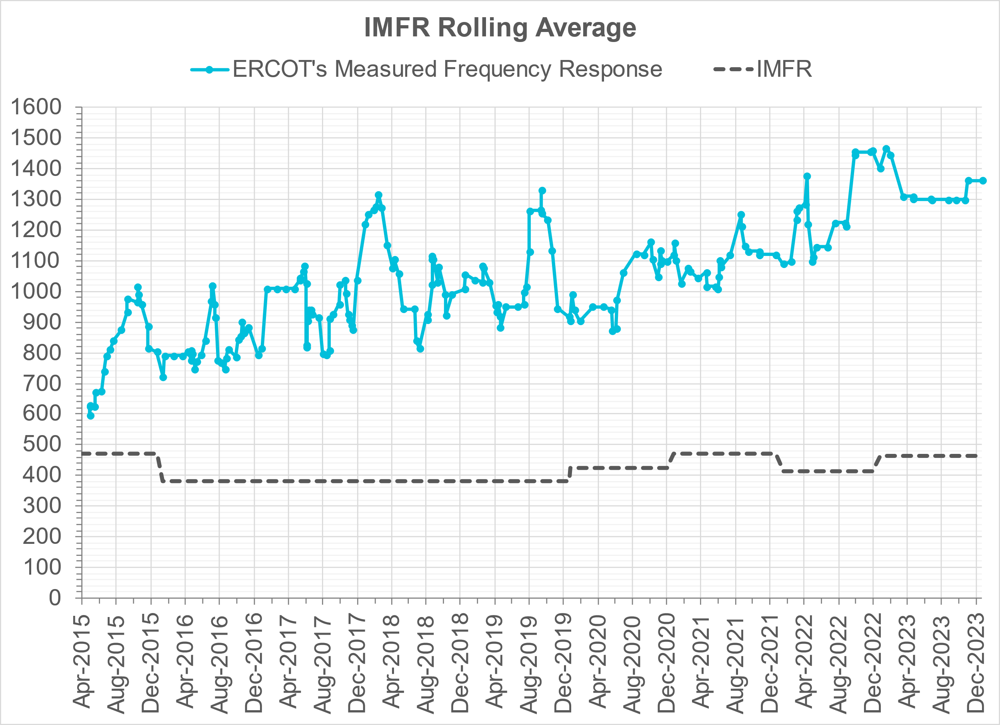 IMFR Rolling Average
ERCOT's Measured Frequency Response IMFR
1600
1500
1400
1300
1200
1100
1000
900
800
700
600
500
400
300
200
100
0
Apr-2015
Aug-2015
Dec-2015
Apr-2016
Aug-2016
Dec-2016
Apr-2017
Aug-2017
Dec-2017
Apr-2018
Aug-2018
Dec-2018
Apr-2019
Aug-2019
Dec-2019
Apr-2020
Aug-2020
Dec-2020
Apr-2021
Aug-2021
Dec-2021
Apr-2022
Aug-2022
Dec-2022
Apr-2023
Aug-2023
Dec-2023